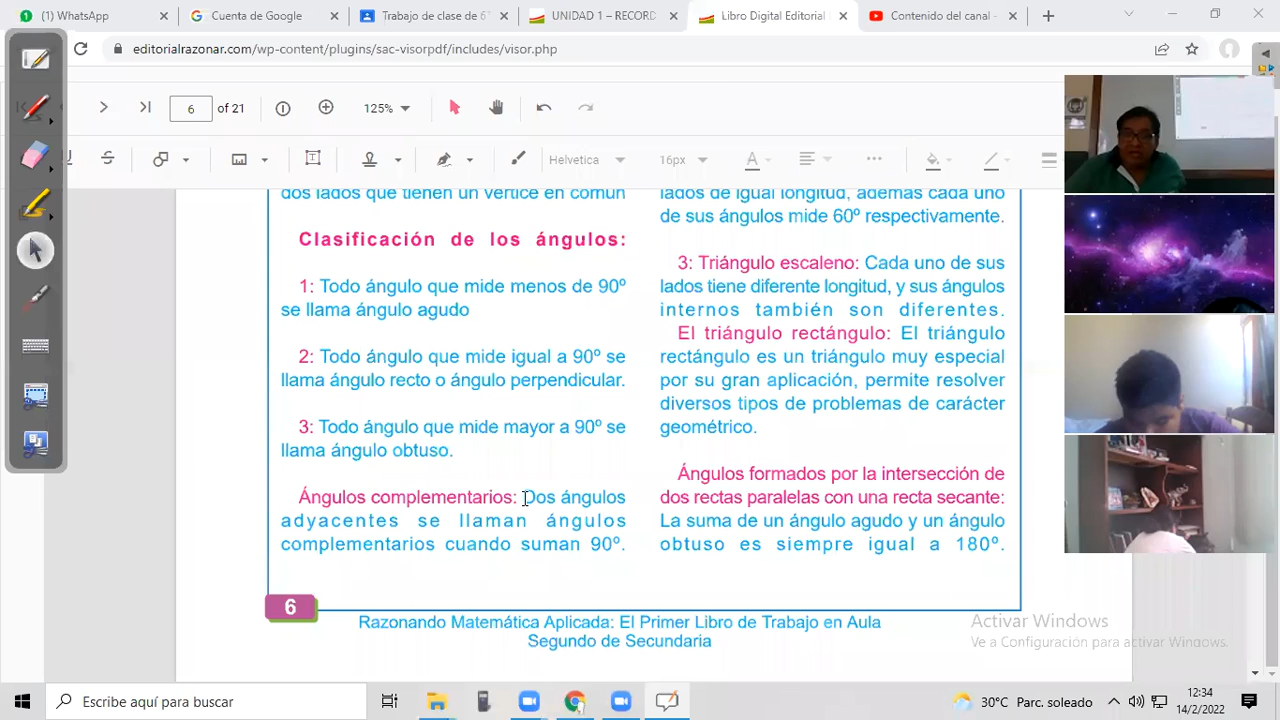 (1) WhatsApp
Cuenta de Google
Trabajo de clase de 6
UNIDAD 1 – RECORD
Libro Digital Editorial
Contenido del canal -
editorialrazonar.com/wp-content/plugins/sac-visorpdf/includes/visor.php
6 of 21
125%
Helvetica
16px
dos lados que tienen un vértice en común
Clasificación de los ángulos:
1: Todo ángulo que mide menos de 90º
se llama ángulo agudo
2: Todo ángulo que mide igual a 90º se
llama ángulo recto o ángulo perpendicular.
3: Todo ángulo que mide mayor a 90º se
llama ángulo obtuso.
Ángulos complementarios: Dos ángulos
adyacentes se llaman ángulos
complementarios cuando suman 90º.
lados de igual longitud, además cada uno
de sus ángulos mide 60º respectivamente.
3: Triángulo escaleno: Cada uno de sus
lados tiene diferente longitud, y sus ángulos
internos también son diferentes.
El triángulo rectángulo: El triángulo
rectángulo es un triángulo muy especial
por su gran aplicación, permite resolver
diversos tipos de problemas de carácter
geométrico.
Ángulos formados por la intersección de
dos rectas paralelas con una recta secante:
La suma de un ángulo agudo y un ángulo
obtuso es siempre igual a 180º.
6
Razonando Matemática Aplicada: El Primer Libro de Trabajo en Aula
Segundo de Secundaria
Activar Windows
Ve a Configuración para activar Windows.
Escribe aquí para buscar
30°C Parc. soleado
12:34
14/2/2022